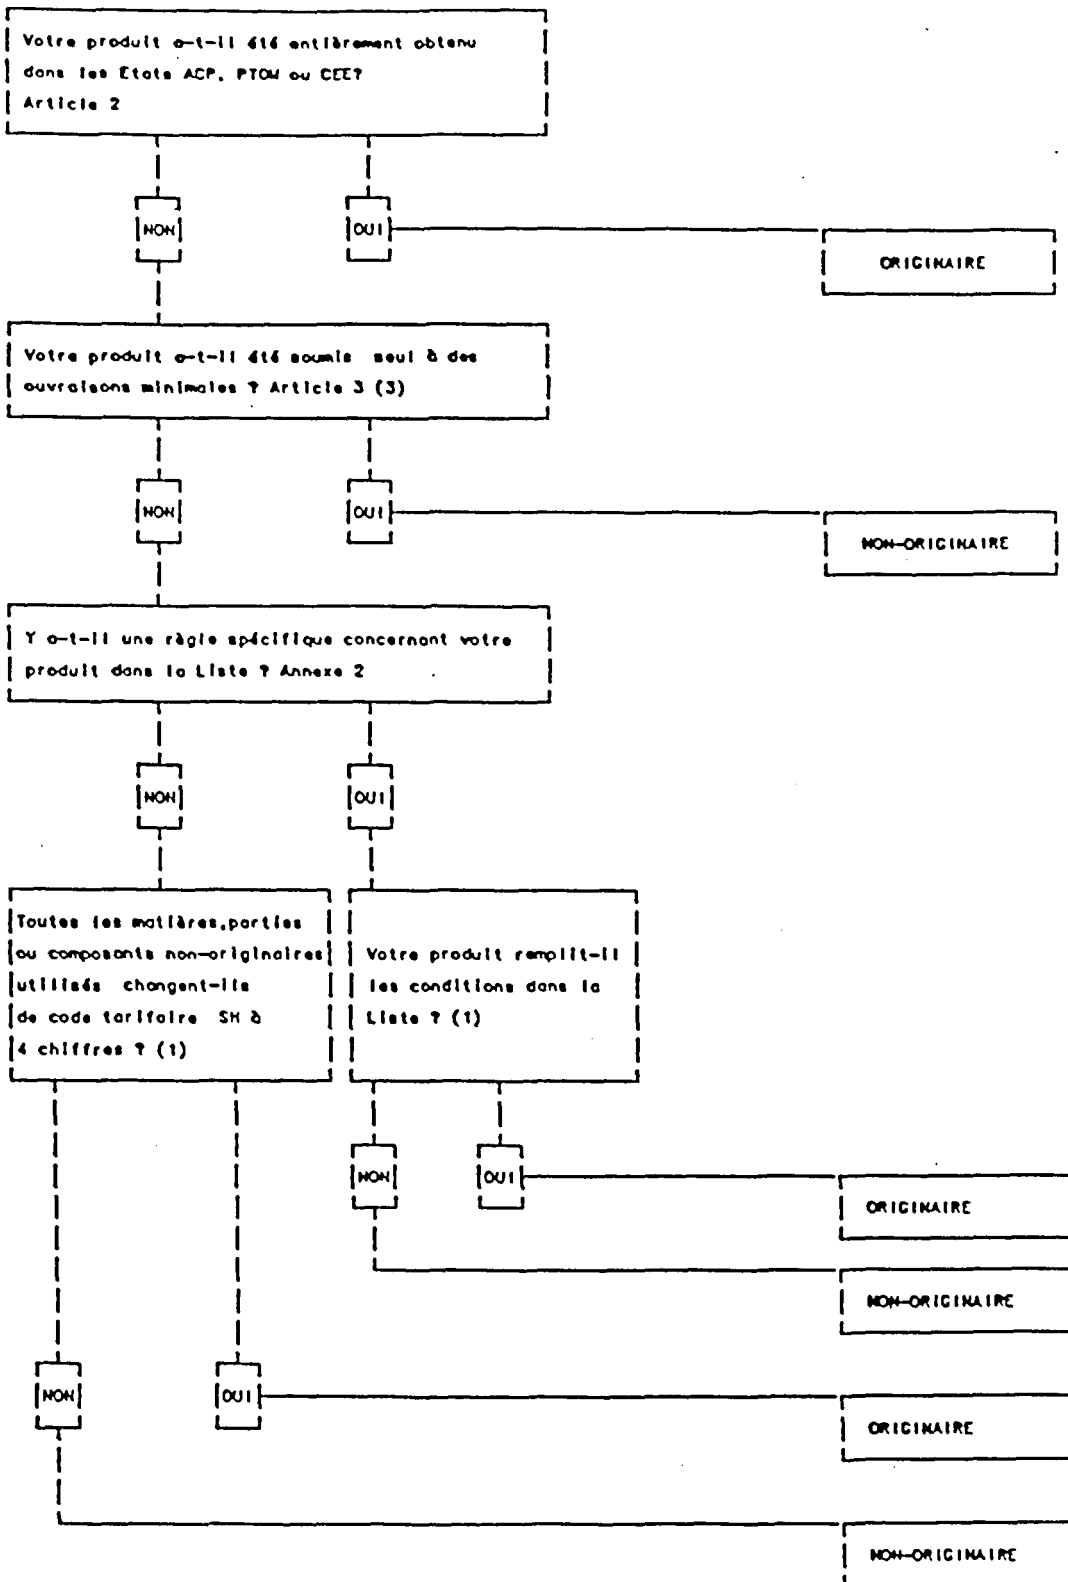 Votre produit a-t-il été entièrement obtenu
dans les Etats ACP, PTOM ou CEE?
Article 2
NON
OUI
ORIGINAIRE
Votre produit a-t-il été soumis seul à des
ouvraisons minimales ? Article 3 (3)
NON
OUI
NON-ORIGINAIRE
Y a-t-il une règle spécifique concernant votre
produit dans la Liste ? Annexe 2
NON
OUI
Toutes les matières,parties
ou composants non-originaires
utilisés changent-ils
de code tarifaire SH à
4 chiffres ? (1)
Votre produit remplit-il
les conditions dans la
Liste ? (1)
NON
OUI
ORIGINAIRE
NON-ORIGINAIRE
NON
OUI
ORIGINAIRE
NON-ORIGINAIRE